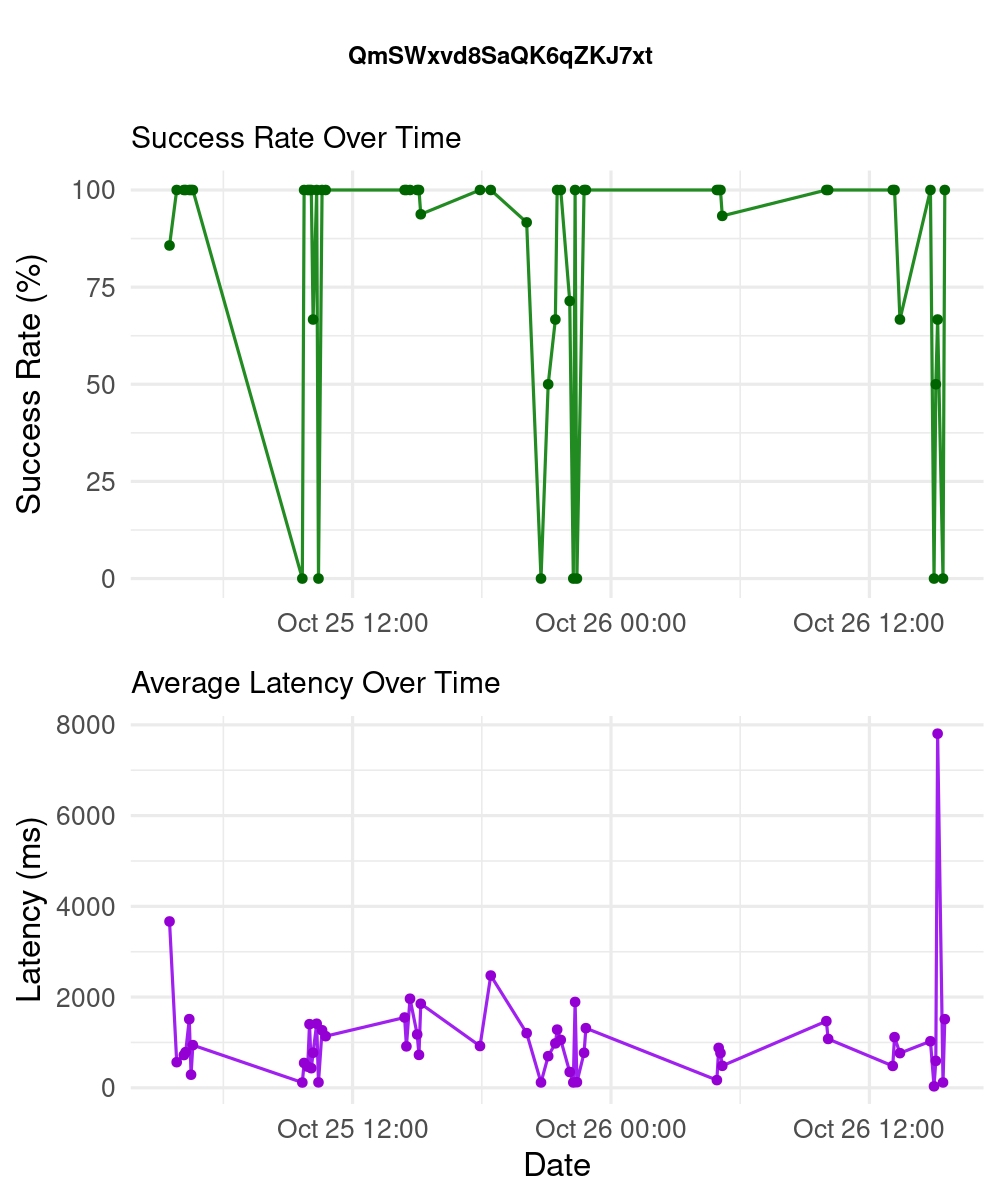 QmSWxvd8SaQK6qZKJ7xt
Success Rate Over Time
Success Rate (%)
100
75
50
25
0
Oct 25 12:00 Oct 26 00:00 Oct 26 12:00
Average Latency Over Time
Latency (ms)
8000
6000
4000
2000
0
Oct 25 12:00 Oct 26 00:00 Oct 26 12:00
Date